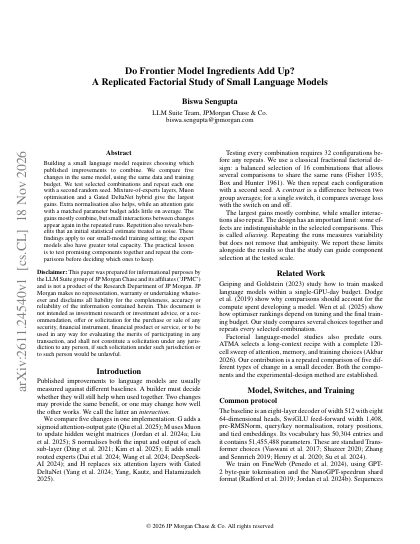 Do Frontier Model Ingredients Add Up?
A Replicated Factorial Study of Small Language Models
Biswa Sengupta
LLM Suite Team, JPMorgan Chase & Co.
biswa.sengupta@jpmorgan.com
arXiv:2611.24540v1 [cs.CL] 18 Nov 2026
Abstract
Building a small language model requires choosing which
published improvements to combine. We compare five
changes in the same model, using the same data and training
budget. We test selected combinations and repeat each one
with a second random seed. Mixture-of-experts layers, Muon
optimisation and a Gated DeltaNet hybrid give the largest
gains. Extra normalisation also helps, while an attention gate
with a matched parameter budget adds little on average. The
gains mostly combine, but small interactions between changes
appear again in the repeated runs. Repetition also reveals ben-
efits that an initial statistical estimate treated as noise. These
findings apply to our small-model training setting; the expert
models also have greater total capacity. The practical lesson
is to test promising components together and repeat the com-
parisons before deciding which ones to keep.
Disclaimer: This paper was prepared for informational purposes by
the LLM Suite group of JP Morgan Chase and its affiliates ("JPMC")
and is not a product of the Research Department of JP Morgan. JP
Morgan makes no representation, warranty or undertaking whatso-
ever and disclaims all liability for the completeness, accuracy or
reliability of the information contained herein. This document is
not intended as investment research or investment advice, or a rec-
ommendation, offer or solicitation for the purchase or sale of any
security, financial instrument, financial product or service, or to be
used in any way for evaluating the merits of participating in any
transaction, and shall not constitute a solicitation under any juris-
diction or to any person, if such solicitation under such jurisdiction or
to such person would be unlawful.
Introduction
Published improvements to language models are usually
measured against different baselines. A builder must decide
whether they will still help when used together. Two changes
may provide the same benefit, or one may change how well
the other works. We call the latter an interaction.
We compare five changes in one implementation. G adds a
sigmoid attention-output gate (Qiu et al. 2025); M uses Muon
to update hidden weight matrices (Jordan et al. 2024a; Liu
et al. 2025); S normalises both the input and output of each
sub-layer (Ding et al. 2021; Kim et al. 2025); E adds small
routed experts (Dai et al. 2024; Wang et al. 2024; DeepSeek-
AI 2024); and H replaces six attention layers with Gated
DeltaNet (Yang et al. 2024; Yang, Kautz, and Hatamizadeh
2025).
Testing every combination requires 32 configurations before
any repeats. We use a classical fractional factorial de-
sign: a balanced selection of 16 combinations that allows
several comparisons to share the same runs (Fisher 1935;
Box and Hunter 1961). We then repeat each configuration
with a second seed. A contrast is a difference between two
group averages; for a single switch, it compares average loss
with the switch on and off.
The largest gains mostly combine, while smaller interac-
tions also repeat. The design has an important limit: some ef-
fects are indistinguishable in the selected comparisons. This
is called aliasing. Repeating the runs measures variability
but does not remove that ambiguity. We report these limits
alongside the results so that the study can guide component
selection at the tested scale.
Related Work
Geiping and Goldstein (2023) study how to train masked
language models within a single-GPU-day budget. Dodge
et al. (2019) show why comparisons should account for the
compute spent developing a model. Wen et al. (2025) show
how optimiser rankings depend on tuning and the final train-
ing budget. Our study compares several choices together and
repeats every selected combination.
Factorial language-model studies also predate ours.
ATMA selects a long-context recipe with a complete 120-
cell sweep of attention, memory, and training choices (Akbar
2026). Our contribution is a repeated comparison of five dif-
ferent types of change in a small decoder. Both the compo-
nents and the experimental-design method are established.
Model, Switches, and Training
Common protocol
The baseline is an eight-layer decoder of width 512 with eight
64-dimensional heads, SwiGLU feed-forward width 1,408,
pre-RMSNorm, query/key normalisation, rotary positions,
and tied embeddings. Its vocabulary has 50,304 entries and
it contains 51,455,488 parameters. These are standard Trans-
former choices (Vaswani et al. 2017; Shazeer 2020; Zhang
and Sennrich 2019; Henry et al. 2020; Su et al. 2024).
We train on FineWeb (Penedo et al. 2024), using GPT-
2 byte-pair tokenisation and the NanoGPT-speedrun shard
format (Radford et al. 2019; Jordan et al. 2024b). Sequences
© 2026 JP Morgan Chase & Co. All rights reserved